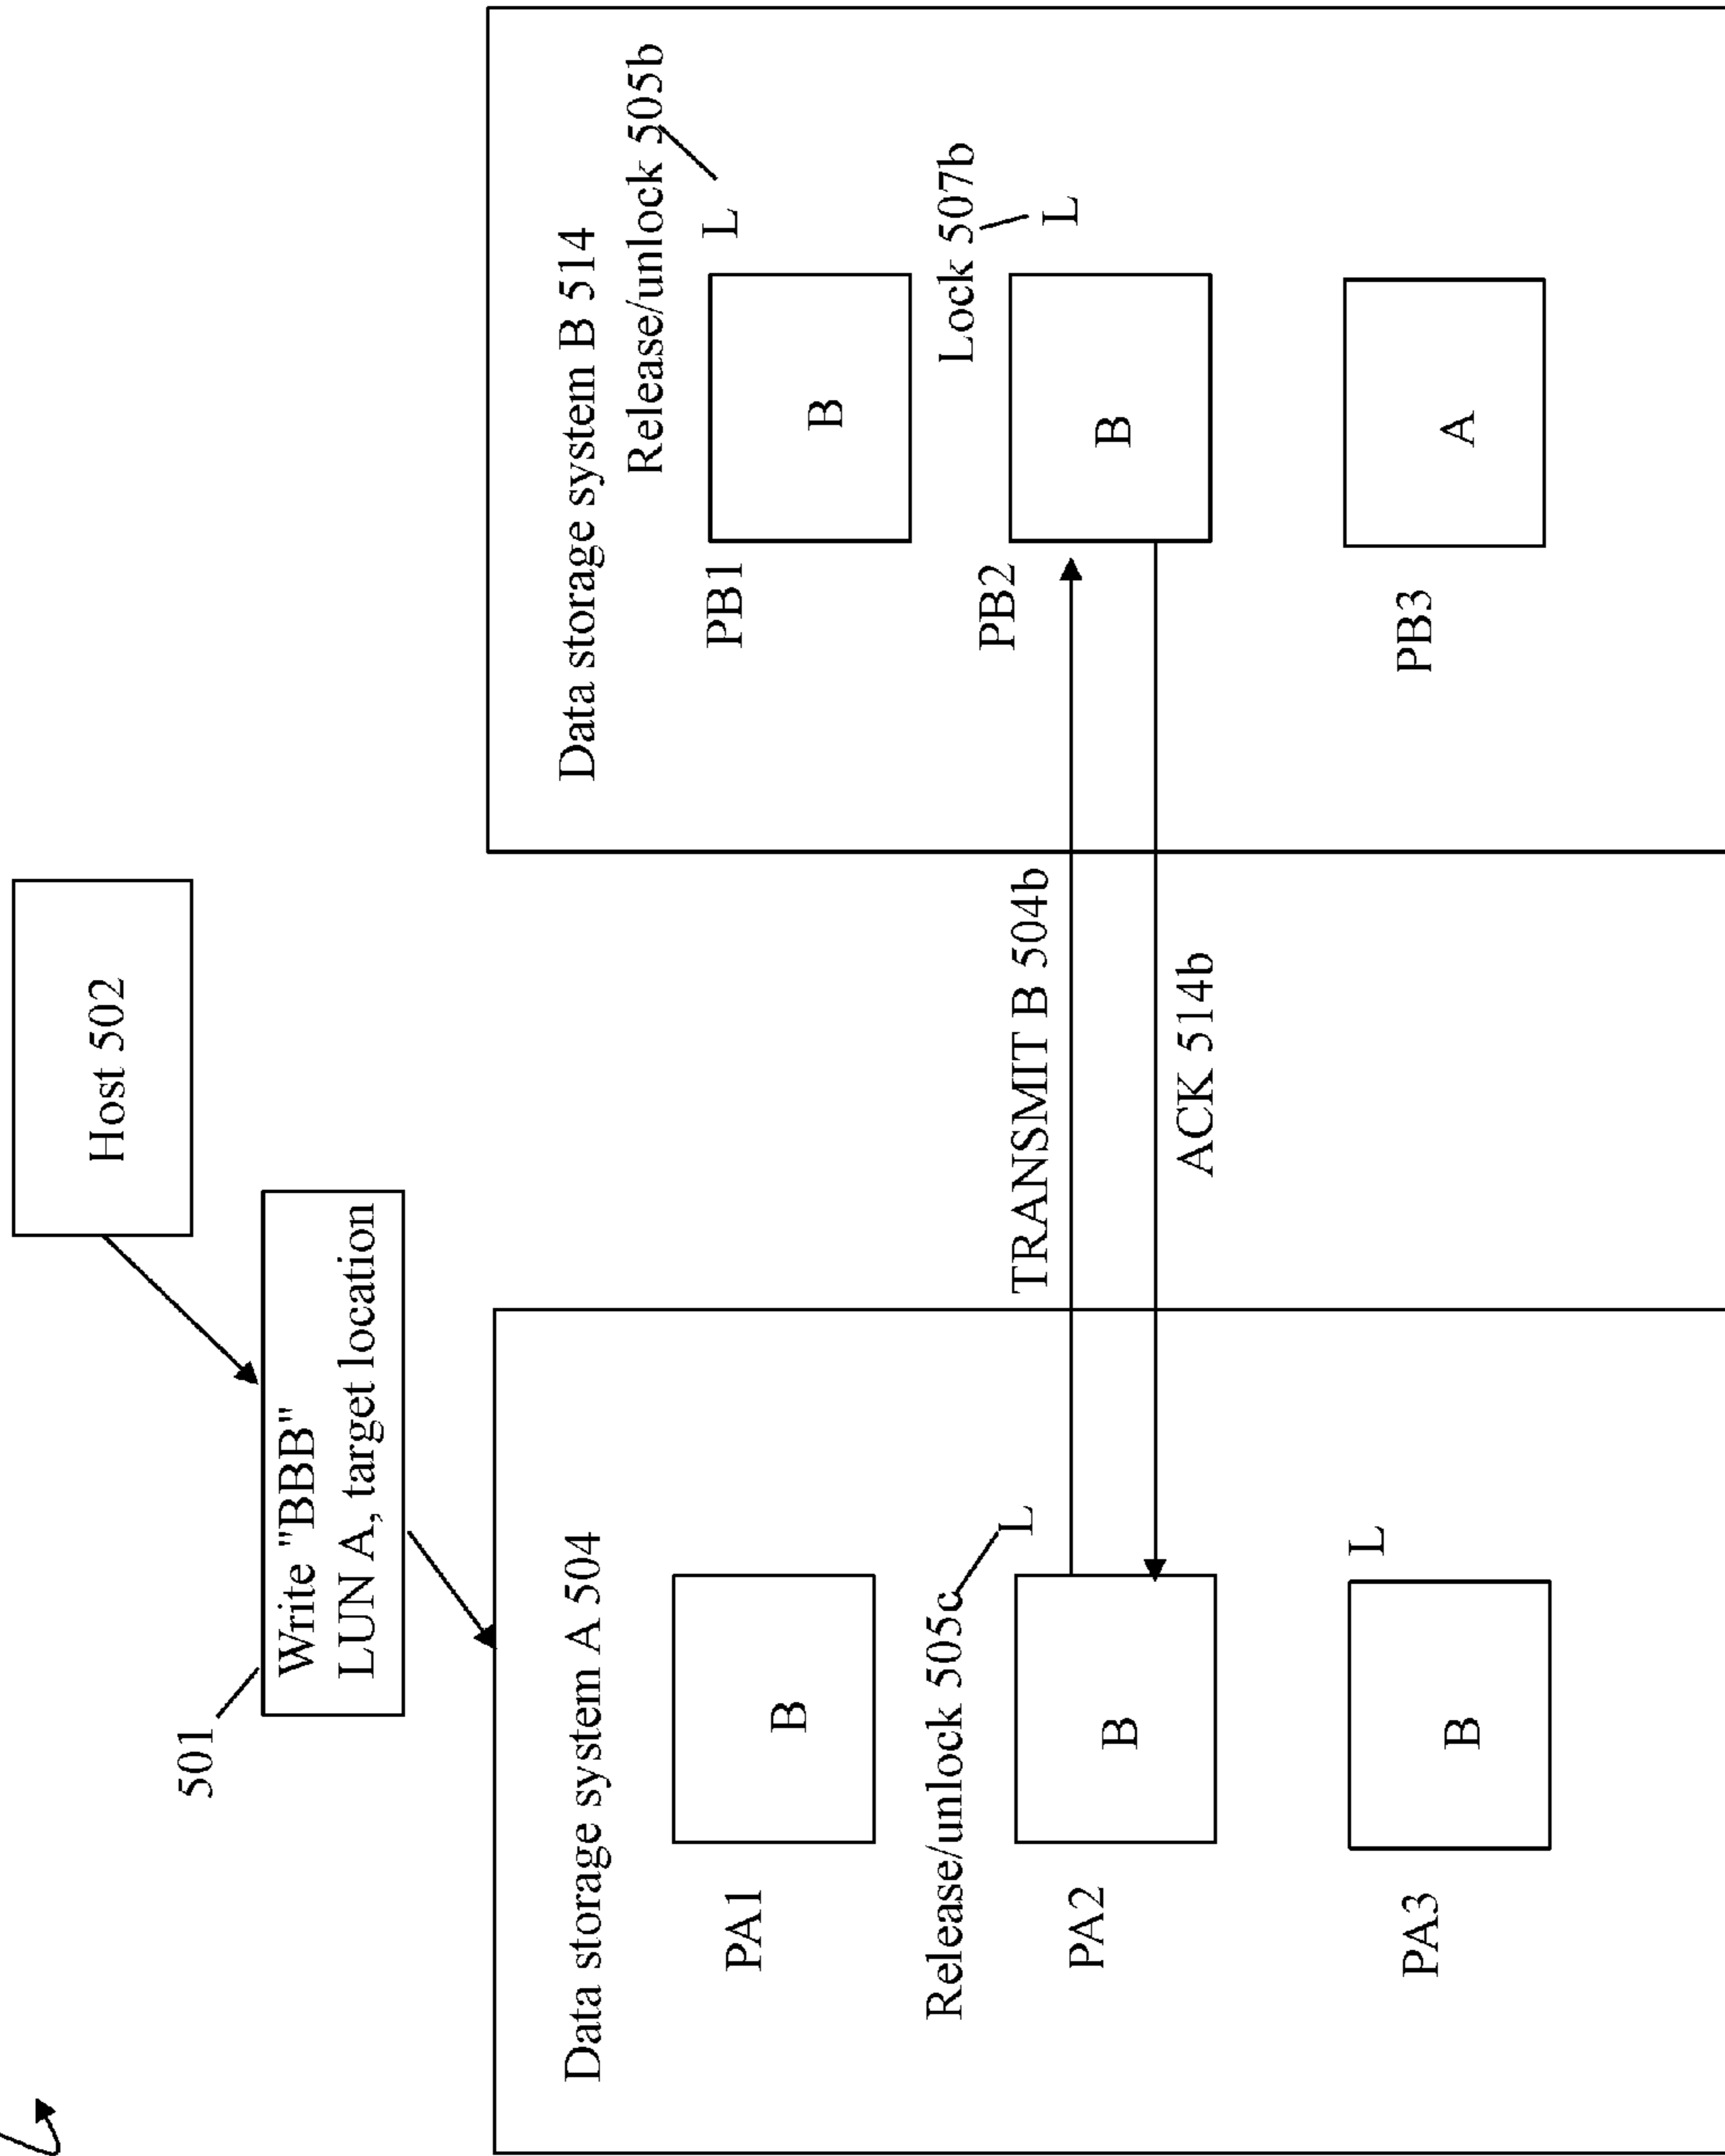 Host 502
501
Write "BBB"
LUN A, target location
Data storage system A 504
PA1
B
Release/unlock 505c
L
PA2
B
PA3
B
L
TRANSMIT B 504b
ACK 514b
Data storage system B 514
Release/unlock 505b
L
PB1
B
Lock 507b
L
PB2
B
PB3
A